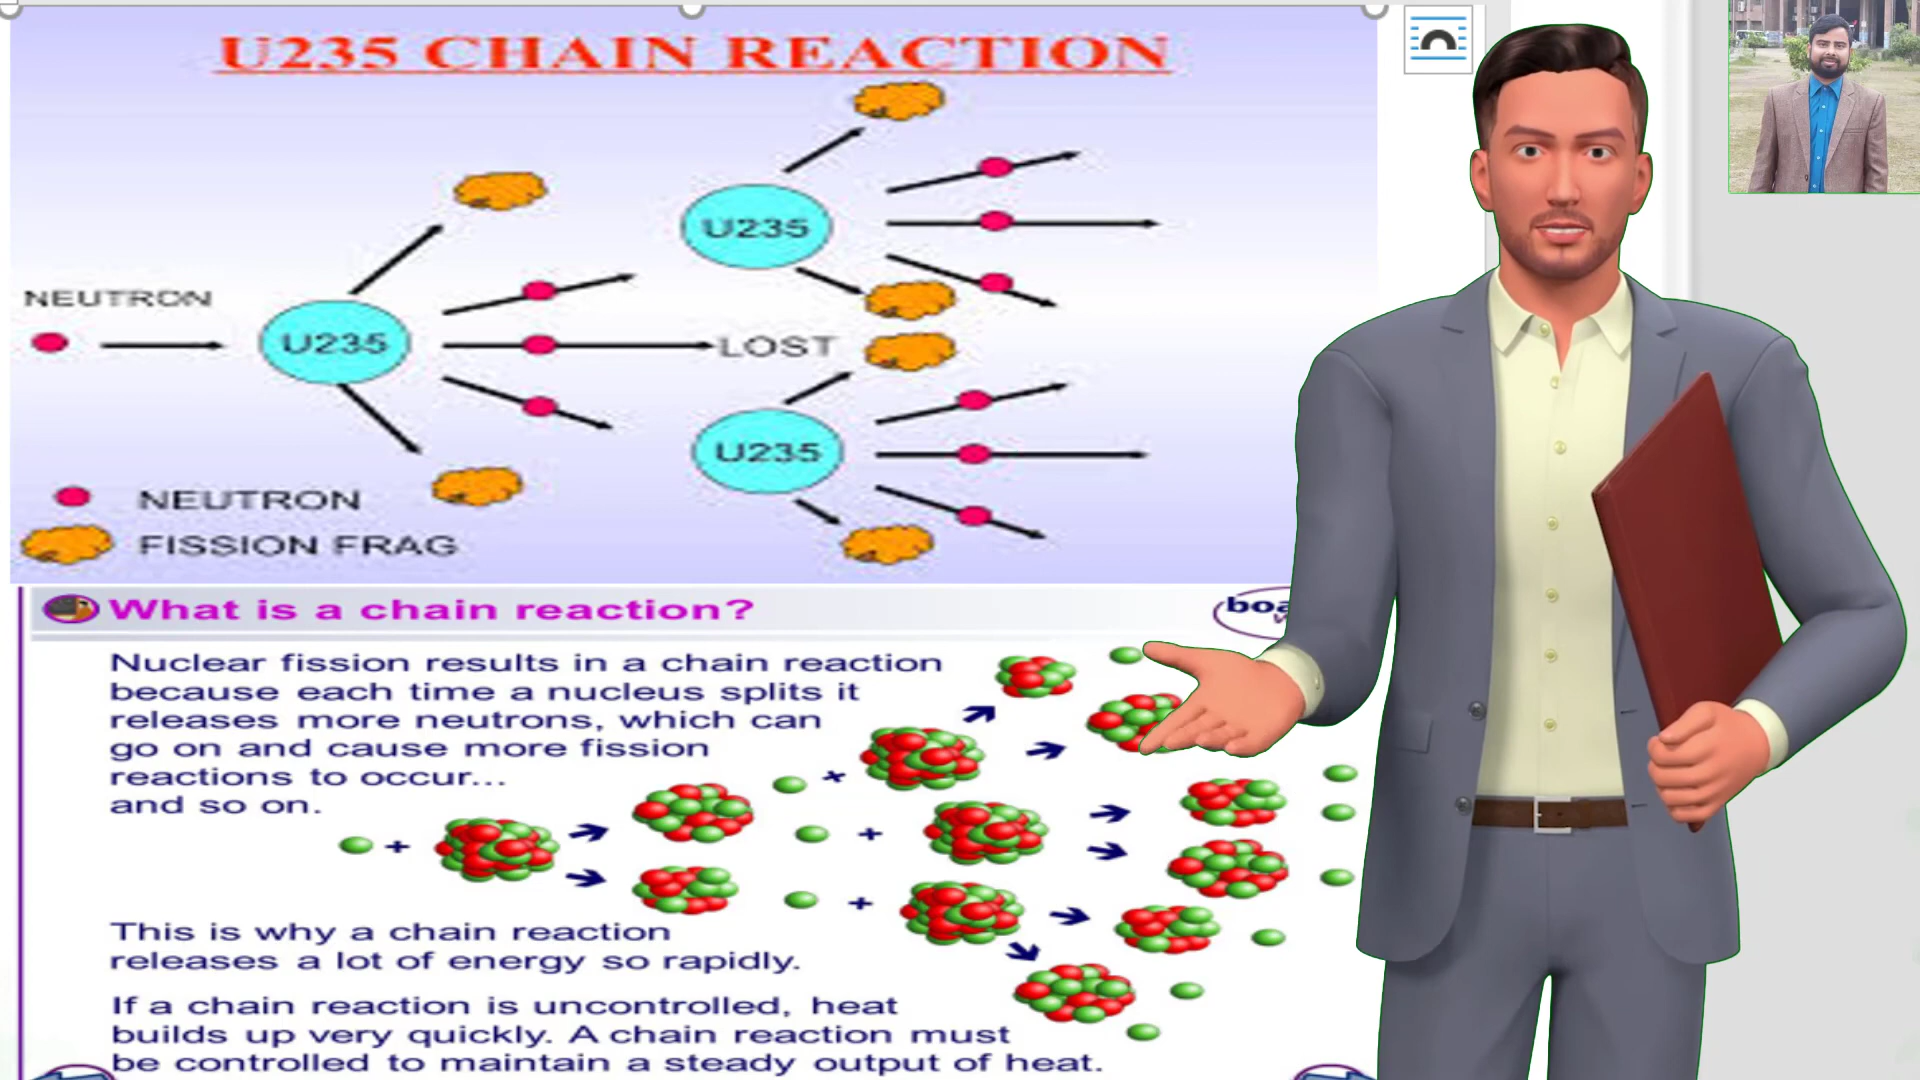 U235 CHAIN REACTION
U235
NEUTRON
U235
LOST
U235
NEUTRON
FISSION FRAG
What is a chain reaction?
Nuclear fission results in a chain reaction
because each time a nucleus splits it
releases more neutrons, which can
go on and cause more fission
reactions to occur...
and so on.
+
+
+
+
This is why a chain reaction
releases a lot of energy so rapidly.
If a chain reaction is uncontrolled, heat
builds up very quickly. A chain reaction must
be controlled to maintain a steady output of heat.